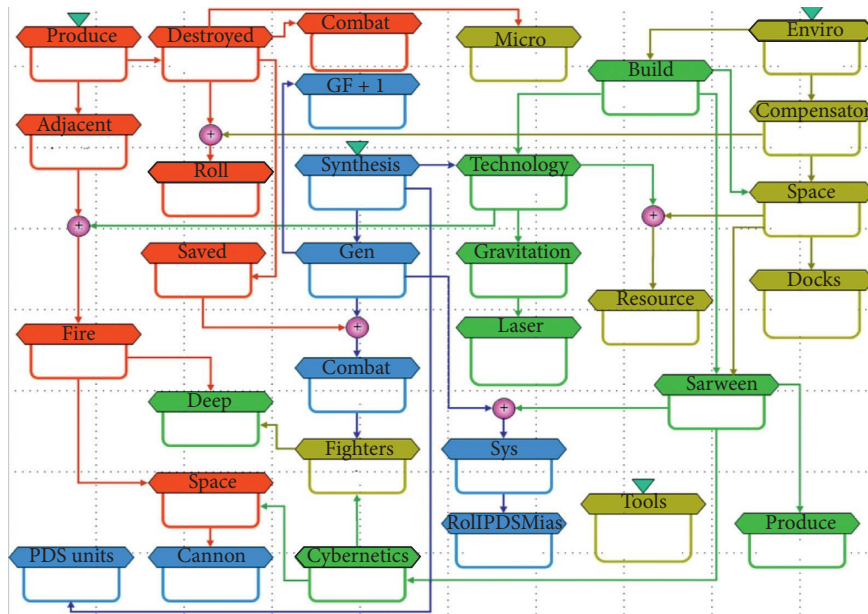 Produce
Destroyed
Combat
Micro
Enviro
Build
GF + 1
Adjacent
Compensator
+
Roll
Synthesis
Technology
Space
+
+
Saved
Gen
Gravitation
Docks
Resource
Fire
+
Laser
Combat
Sarween
Deep
+
Fighters
Sys
Space
Tools
PDS units
Cannon
Cybernetics
RollPDSMias
Produce